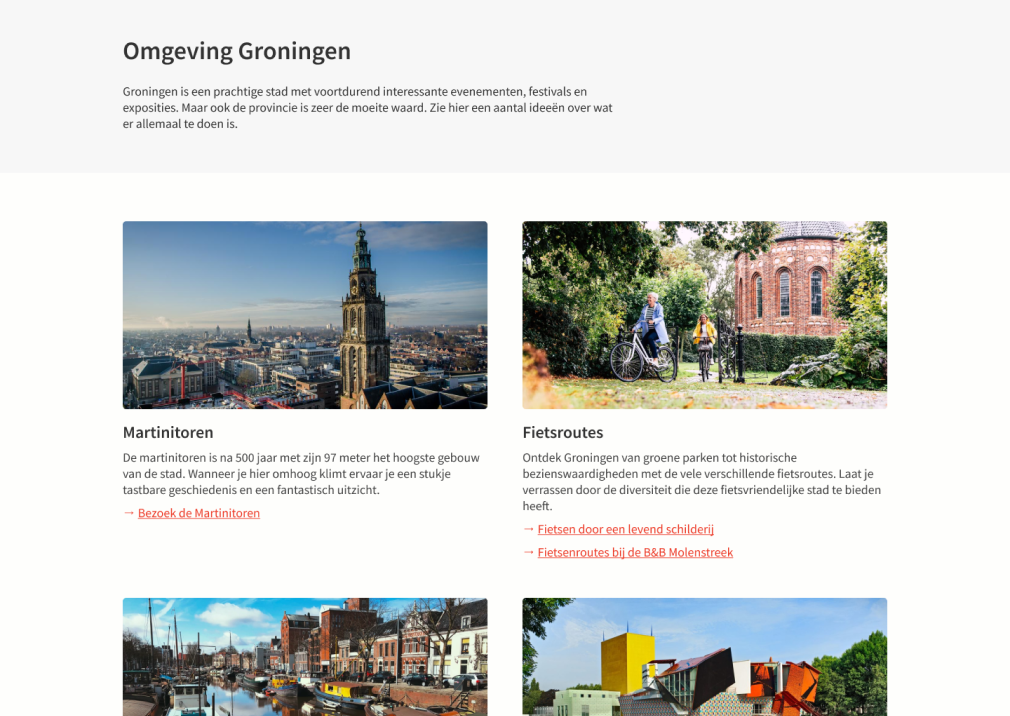 Omgeving Groningen
Groningen is een prachtige stad met voortdurend interessante evenementen, festivals en
exposities. Maar ook de provincie is zeer de moeite waard. Zie hier een aantal ideeën over wat
er allemaal te doen is.
Martinitoren
De martinitoren is na 500 jaar met zijn 97 meter het hoogste gebouw
van de stad. Wanneer je hier omhoog klimt ervaar je een stukje
tastbare geschiedenis en een fantastisch uitzicht.
→ Bezoek de Martinitoren
Fietsroutes
Ontdek Groningen van groene parken tot historische
bezienswaardigheden met de vele verschillende fietsroutes. Laat je
verrassen door de diversiteit die deze fietsvriendelijke stad te bieden
heeft.
→ Fietsen door een levend schilderij
→ Fietsenroutes bij de B&B Molenstreek